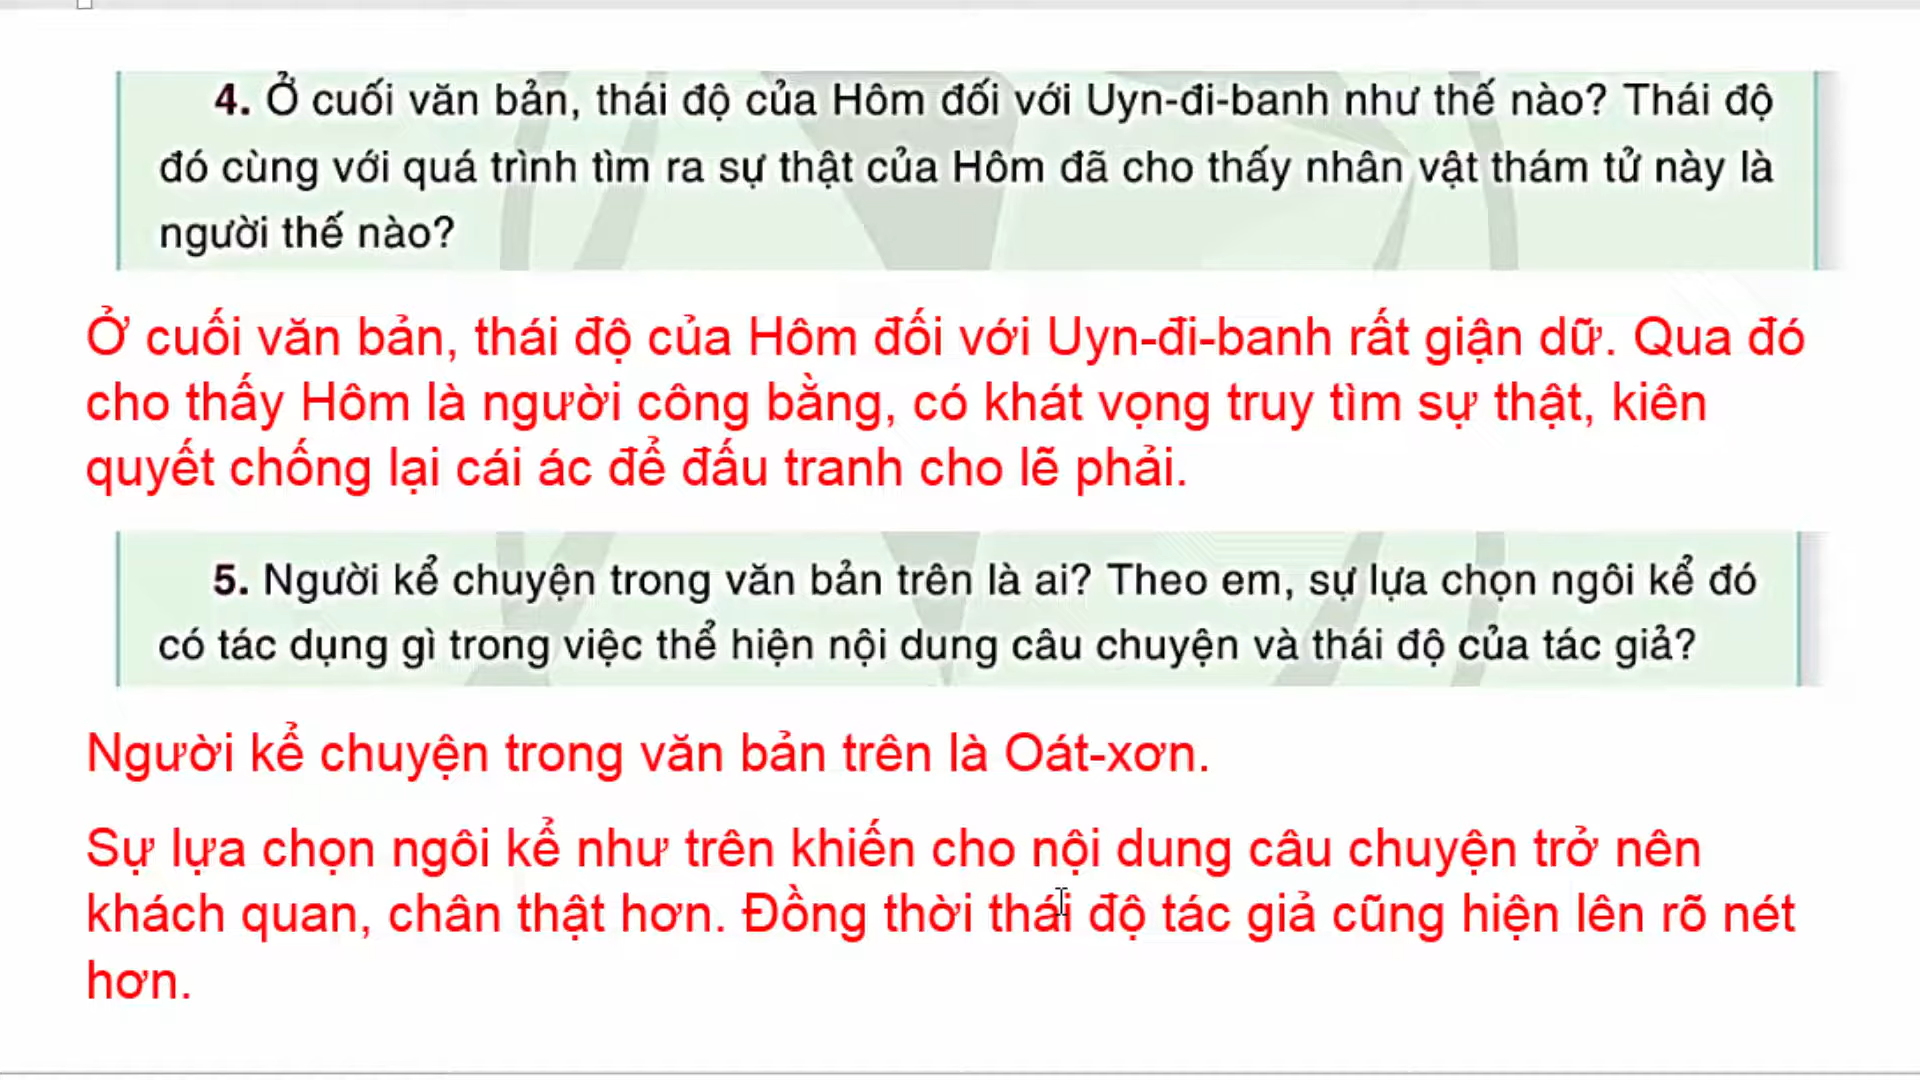 4. Ở cuối văn bản, thái độ của Hôm đối với Uyn-đi-banh như thế nào? Thái độ
đó cùng với quá trình tìm ra sự thật của Hôm đã cho thấy nhân vật thám tử này là
người thế nào?
Ở cuối văn bản, thái độ của Hôm đối với Uyn-đi-banh rất giận dữ. Qua đó
cho thấy Hôm là người công bằng, có khát vọng truy tìm sự thật, kiên
quyết chống lại cái ác để đấu tranh cho lẽ phải.
5. Người kể chuyện trong văn bản trên là ai? Theo em, sự lựa chọn ngôi kể đó
có tác dụng gì trong việc thể hiện nội dung câu chuyện và thái độ của tác giả?
Người kể chuyện trong văn bản trên là Oát-xơn.
Sự lựa chọn ngôi kể như trên khiến cho nội dung câu chuyện trở nên
khách quan, chân thật hơn. Đồng thời thái độ tác giả cũng hiện lên rõ nét
hơn.